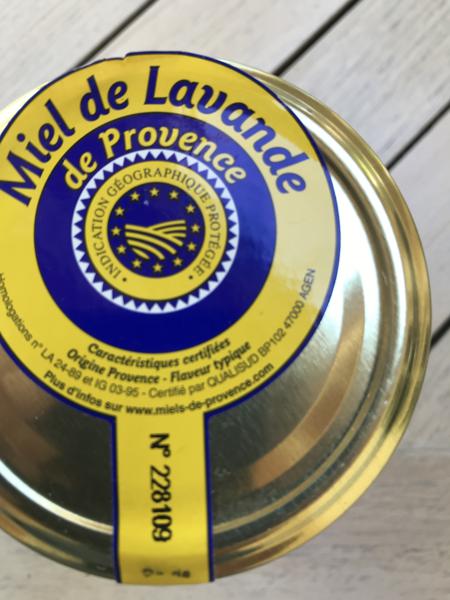 Miel de Lavande
de Provence
INDICATION GÉOGRAPHIQUE PROTÉGÉE
Caractéristiques certifiées
Origine Provence - Flaveur typique
Homologations n° LA 24-89 et IG 03-95 - Certifié par QUALISUD BP102 47000 AGEN
Plus d'infos sur www.miels-de-provence.com
N° 228109